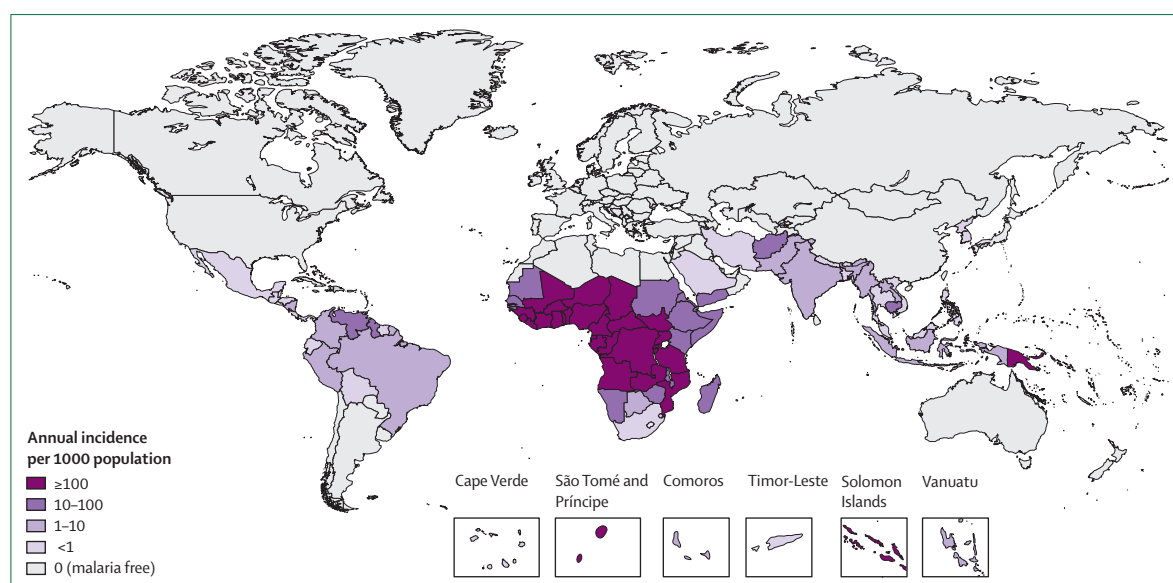 Annual incidence
per 1000 population
≥100
10–100
1–10
<1
0 (malaria free)
Cape Verde
São Tomé and
Príncipe
Comoros
Timor-Leste
Solomon
Islands
Vanuatu